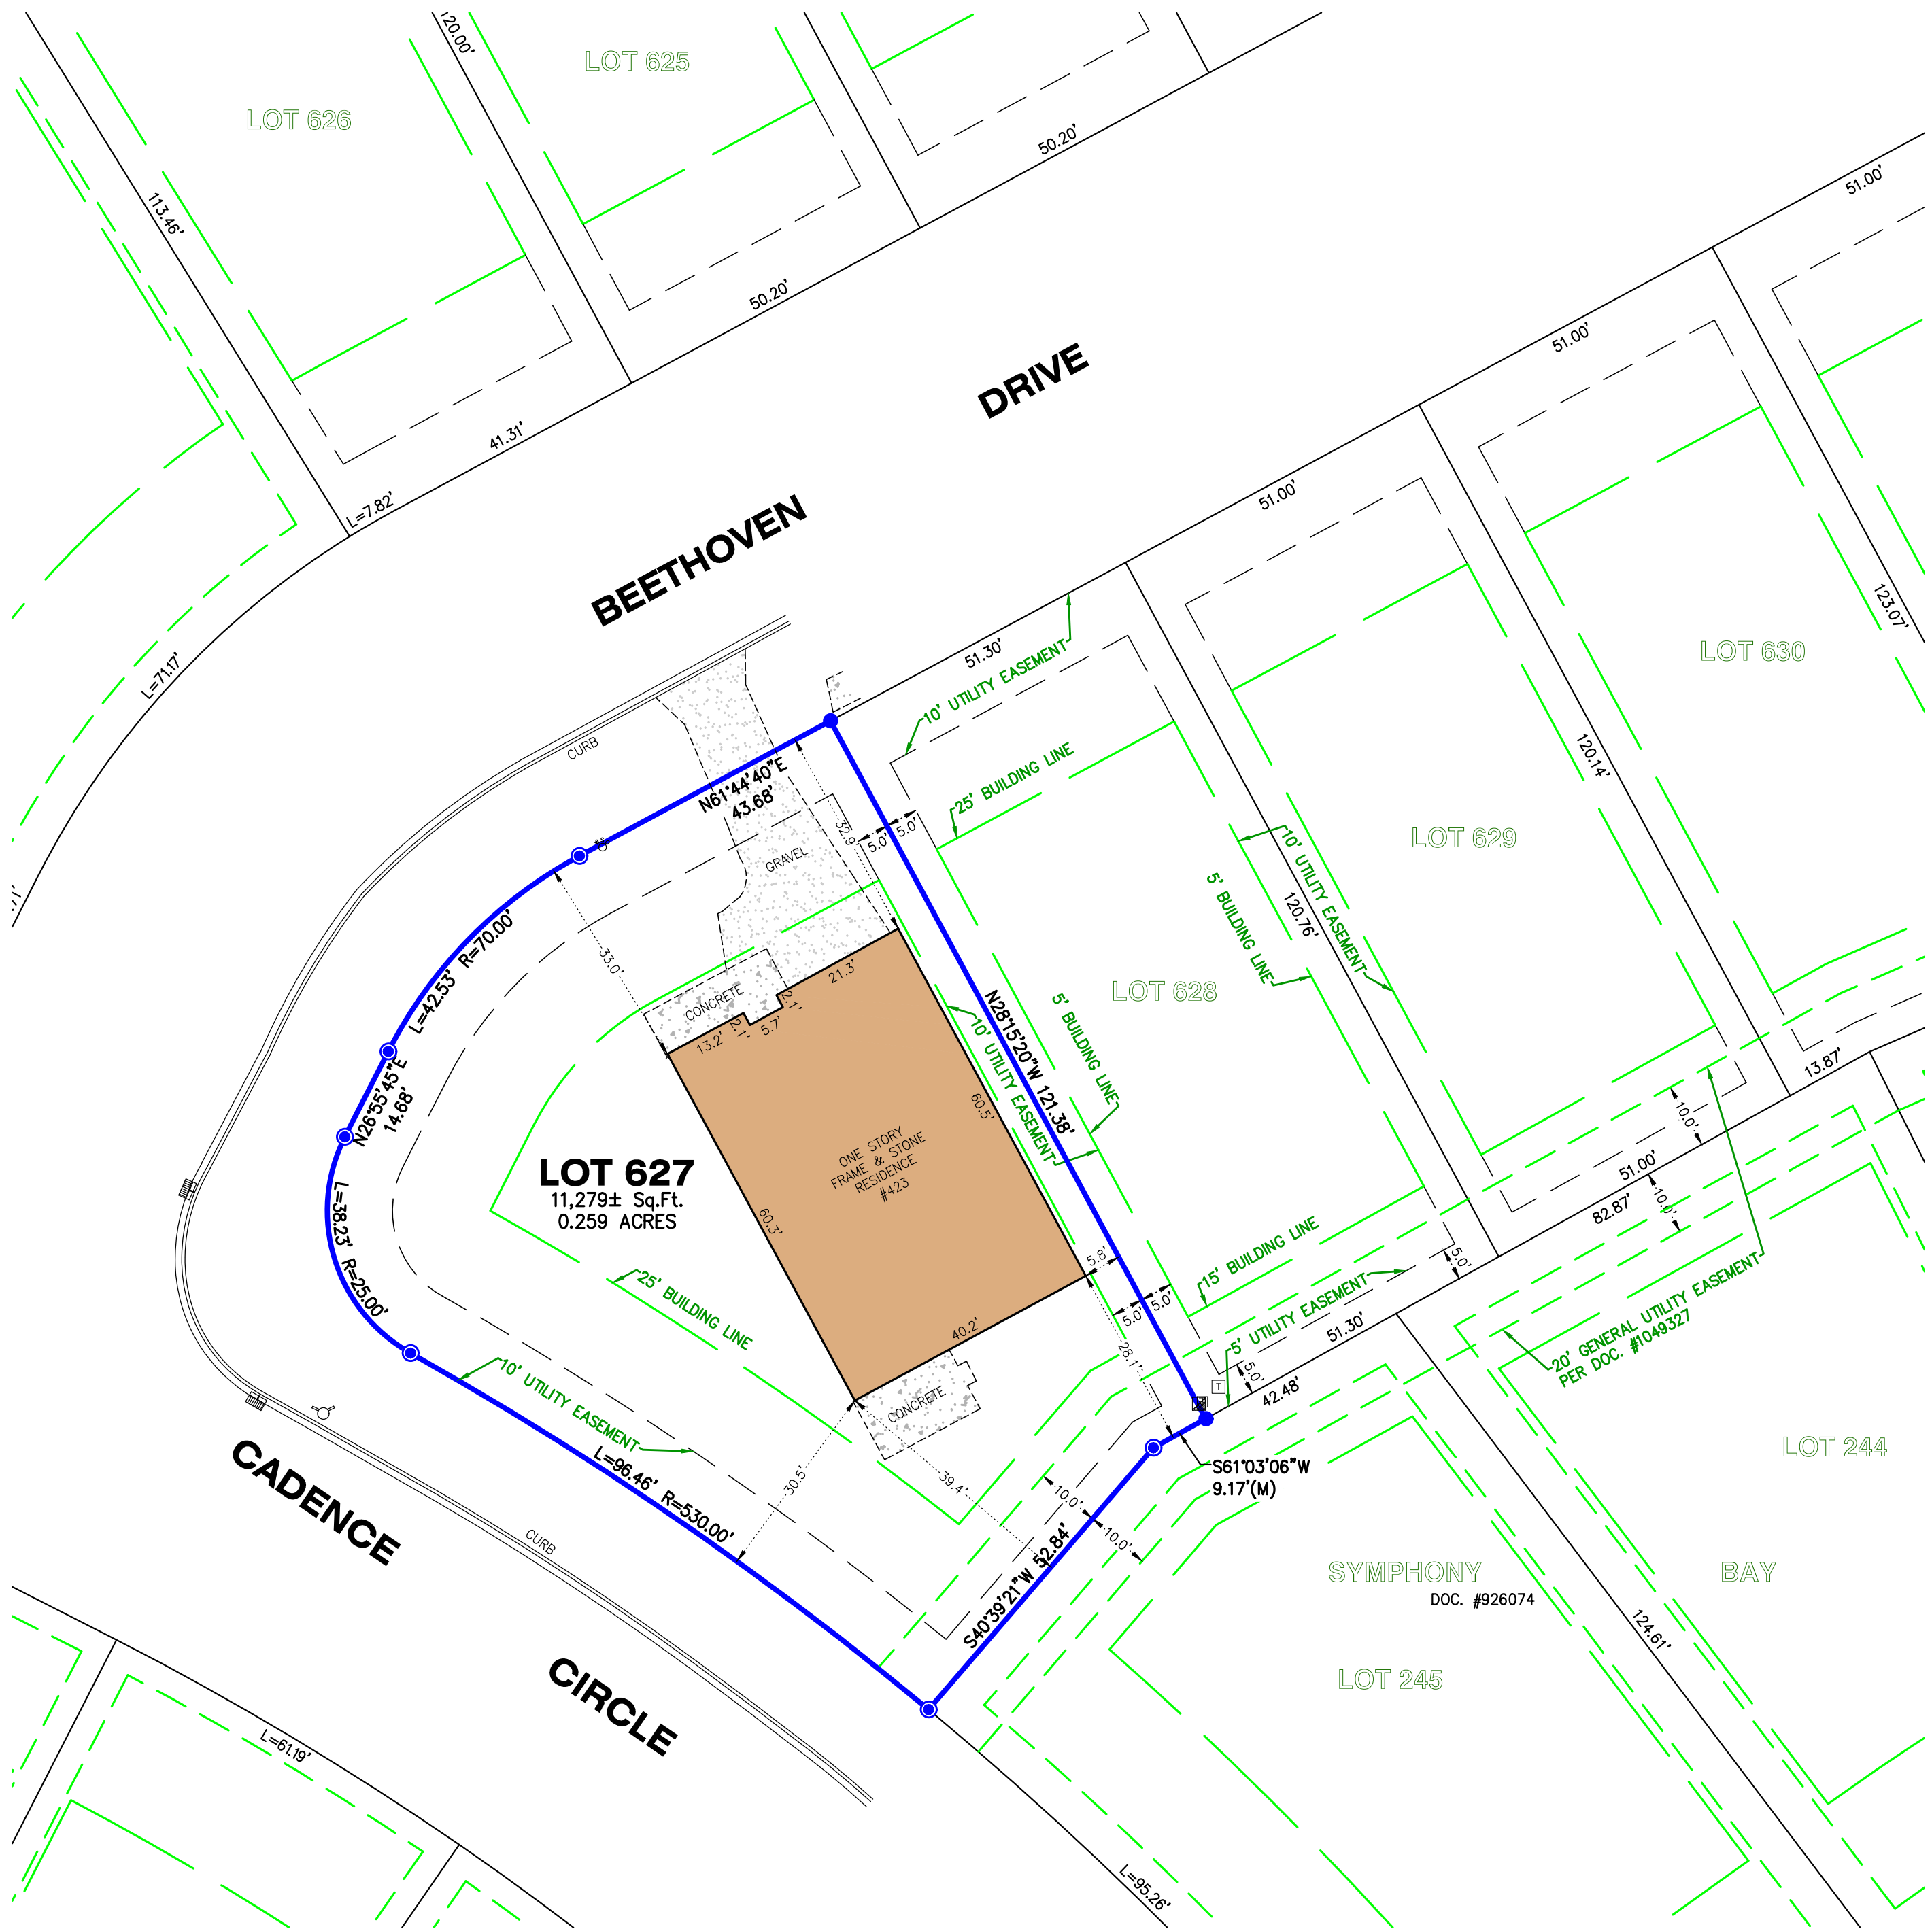 120.00'
LOT 625
LOT 626
50.20'
51.00'
113.46'
50.20'
51.00'
DRIVE
41.31'
L=7.82'
51.00'
BEETHOVEN
123.07'
L=71.17'
51.30'
10' UTILITY EASEMENT
LOT 630
120.14'
CURB
N61°44'40"E
43.68'
25' BUILDING LINE
32.9'
5.0'
5.0'
GRAVEL
LOT 629
10' UTILITY EASEMENT
5' BUILDING LINE
120.76'
L=42.53' R=70.00'
33.0'
21.3'
CONCRETE
2.1'
5.7'
2.1'
13.2'
LOT 628
N28°15'20"W 121.38'
5' BUILDING LINE
10' UTILITY EASEMENT
60.5'
N26°55'45"E
14.68'
13.87'
10.0'
ONE STORY
FRAME & STONE
RESIDENCE
#423
LOT 627
11,279± Sq.Ft.
0.259 ACRES
60.3'
51.00'
82.87'
10.0'
L=38.23' R=25.00'
5.8'
5.0'
5.0'
5.0'
15' BUILDING LINE
5' UTILITY EASEMENT
25' BUILDING LINE
40.2'
28.1'
51.30'
5.0'
42.48'
T
20' GENERAL UTILITY EASEMENT
PER DOC. #1049327
10' UTILITY EASEMENT
CONCRETE
CADENCE
L=96.46' R=530.00'
30.5'
39.4'
S61°03'06"W
9.17'(M)
10.0'
10.0'
LOT 244
CURB
S40°39'21"W 52.84'
SYMPHONY
BAY
DOC. #926074
124.61'
CIRCLE
LOT 245
L=61.19'
L=95.26'